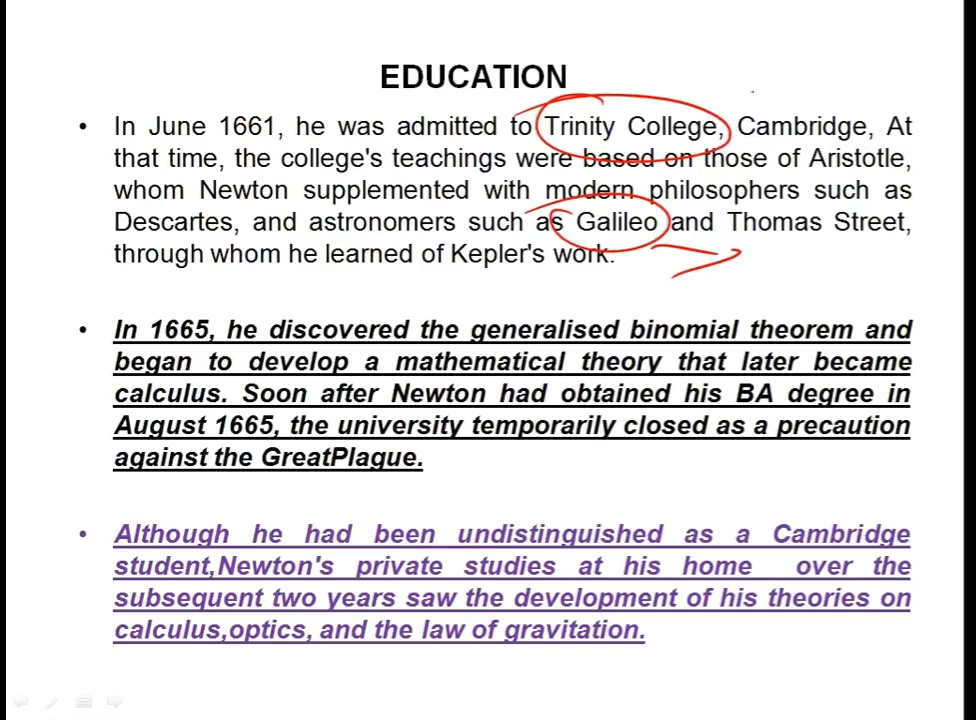 EDUCATION
• In June 1661, he was admitted to Trinity College, Cambridge, At
that time, the college's teachings were based on those of Aristotle,
whom Newton supplemented with modern philosophers such as
Descartes, and astronomers such as Galileo and Thomas Street,
through whom he learned of Kepler's work.
• In 1665, he discovered the generalised binomial theorem and
began to develop a mathematical theory that later became
calculus. Soon after Newton had obtained his BA degree in
August 1665, the university temporarily closed as a precaution
against the GreatPlague.
• Although he had been undistinguished as a Cambridge
student,Newton's private studies at his home over the
subsequent two years saw the development of his theories on
calculus,optics, and the law of gravitation.